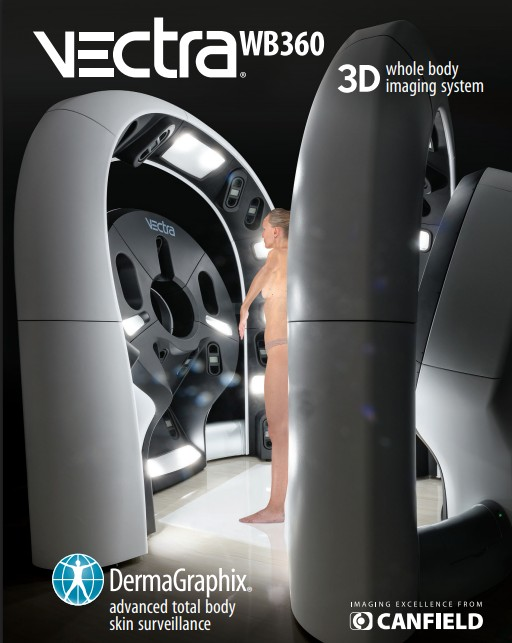 VECTRA® WB360
3D whole body
imaging system
VECTRA
DermaGraphix®
advanced total body
skin surveillance
IMAGING EXCELLENCE FROM
CANFIELD